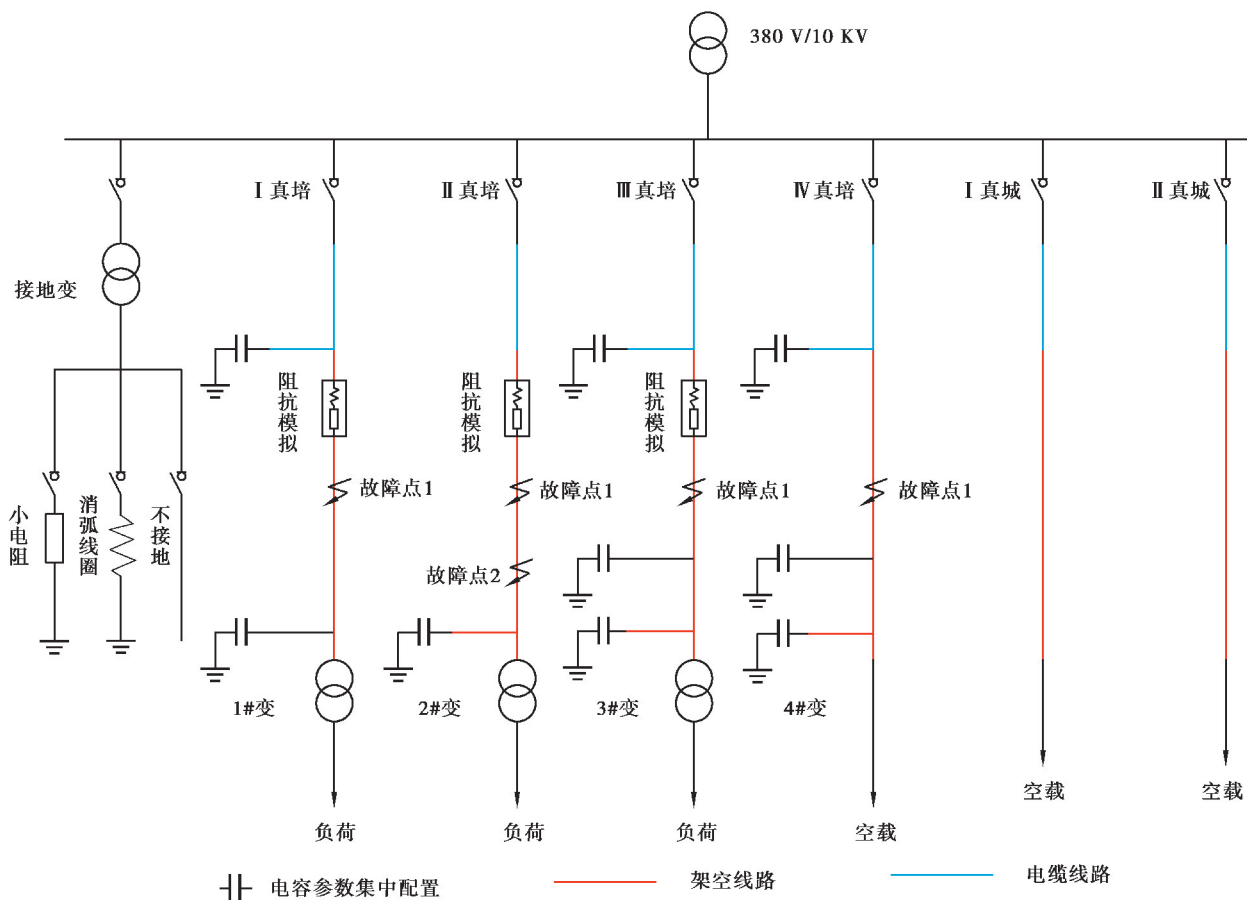 380 V/10 KV
Ⅰ真培
Ⅱ真培
Ⅲ真培
Ⅳ真培
Ⅰ真城
Ⅱ真城
接地变
阻抗模拟
阻抗模拟
阻抗模拟
小电阻
消弧线圈
不接地
故障点1
故障点1
故障点1
故障点1
故障点2
1#变
2#变
3#变
4#变
空载
空载
负荷
负荷
负荷
空载
电容参数集中配置
架空线路
电缆线路